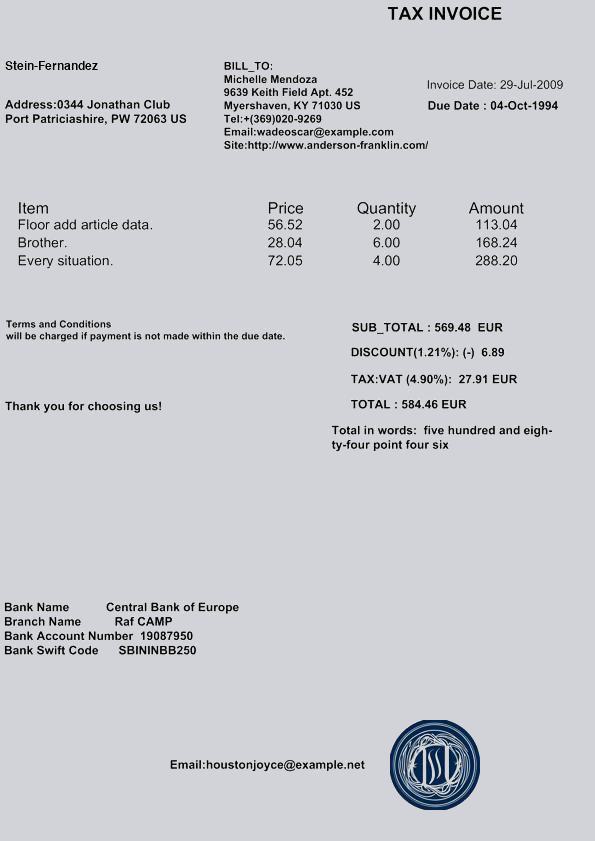 TAX INVOICE
Stein-Fernandez
Address:0344 Jonathan Club
Port Patriciashire, PW 72063 US
BILL_TO:
Michelle Mendoza
9639 Keith Field Apt. 452
Myershaven, KY 71030 US
Tel:+(369)020-9269
Email:wadeoscar@example.com
Site:http://www.anderson-franklin.com/
Invoice Date: 29-Jul-2009
Due Date : 04-Oct-1994
Item Price Quantity Amount
Floor add article data. 56.52 2.00 113.04
Brother. 28.04 6.00 168.24
Every situation. 72.05 4.00 288.20
Terms and Conditions
will be charged if payment is not made within the due date.
Thank you for choosing us!
SUB_TOTAL : 569.48 EUR
DISCOUNT(1.21%): (-) 6.89
TAX:VAT (4.90%): 27.91 EUR
TOTAL : 584.46 EUR
Total in words: five hundred and eigh-
ty-four point four six
Bank Name Central Bank of Europe
Branch Name Raf CAMP
Bank Account Number 19087950
Bank Swift Code SBININBB250
Email:houstonjoyce@example.net